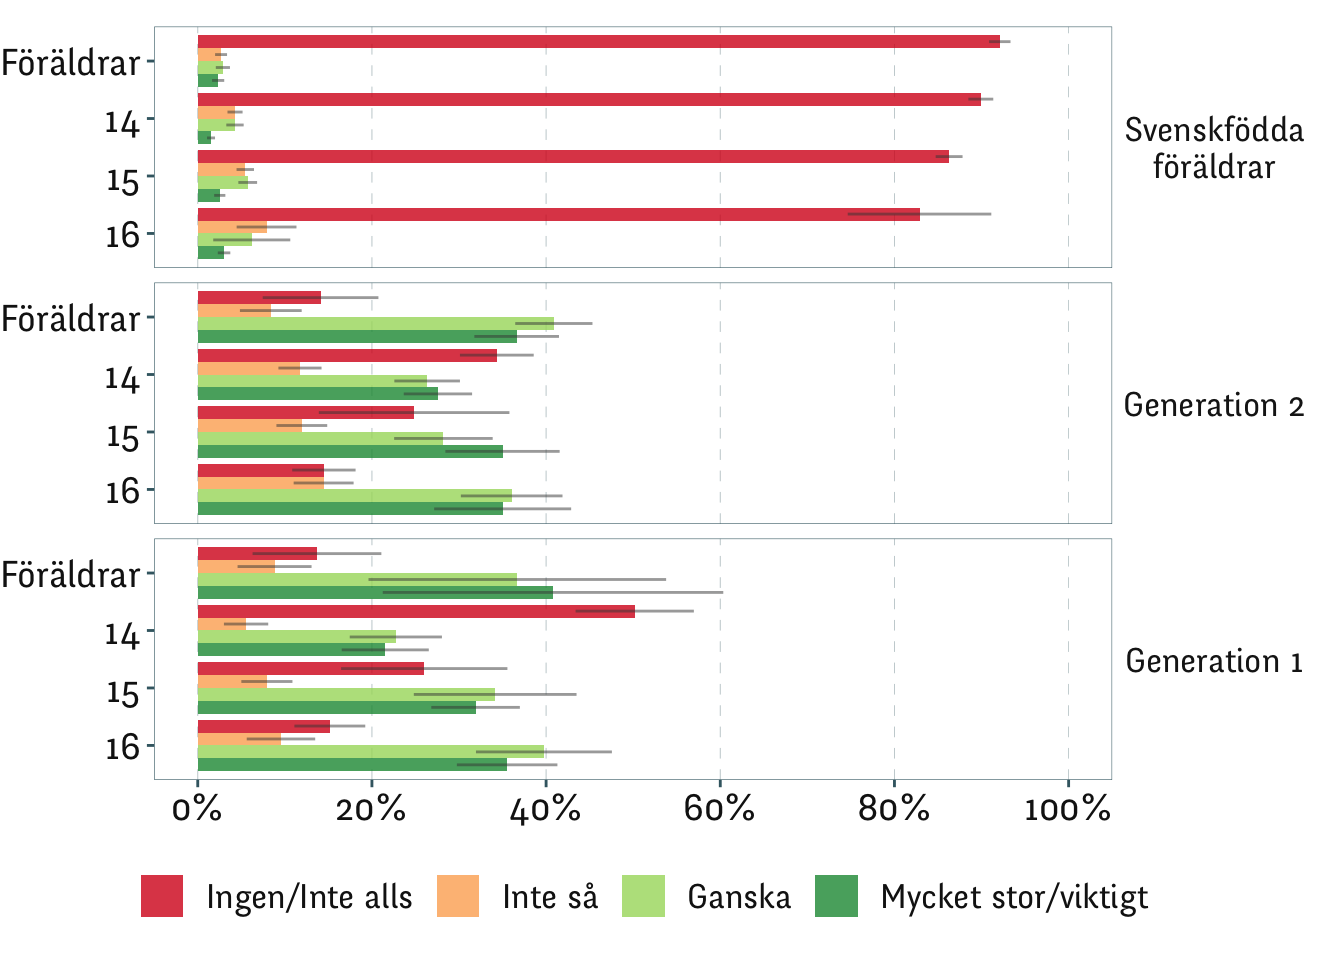 Föräldrar
14
15
16
Svenskfödda
föräldrar
Föräldrar
14
15
16
Generation 2
Föräldrar
14
15
16
Generation 1
0% 20% 40% 60% 80% 100%
Ingen/Inte alls Inte så Ganska Mycket stor/viktigt